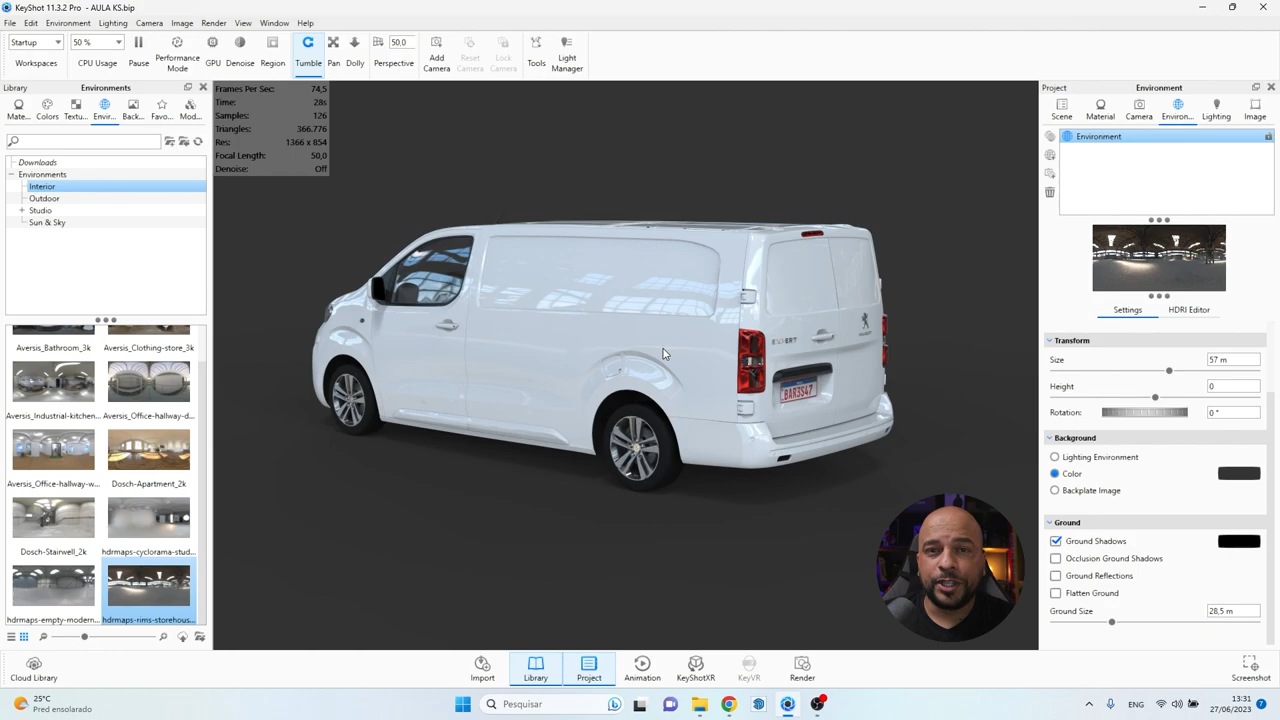 KeyShot 11.3.2 Pro - AULA KS.bip
File Edit Environment Lighting Camera Image Render View Window Help
Startup 50 % 50,0
Workspaces CPU Usage Pause Performance Mode GPU Denoise Region Tumble Pan Dolly Perspective Add Camera Reset Camera Lock Camera Tools Light Manager
Library Environments
Mate... Colors Textu... Envir... Back... Favo... Mod...
Downloads
Environments
Interior
Outdoor
Studio
Sun & Sky
Aversis_Bathroom_3k Aversis_Clothing-store_3k
Aversis_Industrial-kitchen... Aversis_Office-hallway-d...
Aversis_Office-hallway-w... Dosch-Apartment_2k
Dosch-Stairwell_2k hdrmaps-cyclorama-stud...
hdrmaps-empty-modern... hdrmaps-rims-storehous...
Frames Per Sec: 74,5
Time: 28s
Samples: 126
Triangles: 366.776
Res: 1366 x 854
Focal Length: 50,0
Denoise: Off
EXPERT
BAR3S47
Project Environment
Scene Material Camera Environ... Lighting Image
Environment
Settings HDRI Editor
Transform
Size 57 m
Height 0
Rotation: 0 °
Background
Lighting Environment
Color
Backplate Image
Ground
Ground Shadows
Occlusion Ground Shadows
Ground Reflections
Flatten Ground
Ground Size 28,5 m
Cloud Library Import Library Project Animation KeyShotXR KeyVR Render Screenshot
25°C
Pred ensolarado
Pesquisar
ENG
13:31
27/06/2023